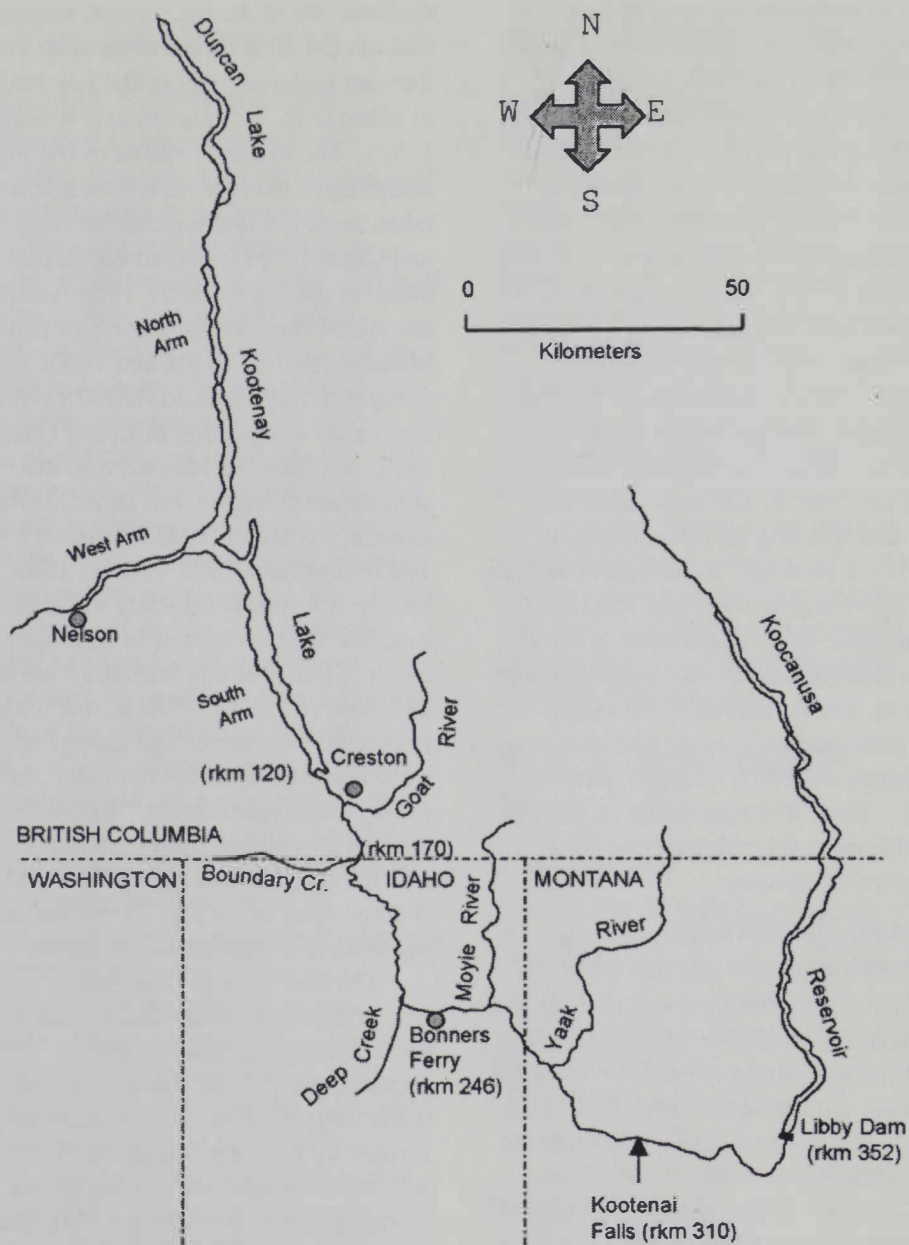 Duncan
Lake
N
W E
S
0 50
Kilometers
North
Arm
Kootenay
West Arm
Nelson
Lake
South
Arm
(rkm 120)
Creston
Goat River
Koocanusa
Reservoir
BRITISH COLUMBIA
(rkm 170)
WASHINGTON
Boundary Cr.
IDAHO
MONTANA
Moyie River
Yaak River
Deep Creek
Bonners
Ferry
(rkm 246)
Libby Dam
(rkm 352)
Kootenai
Falls (rkm 310)